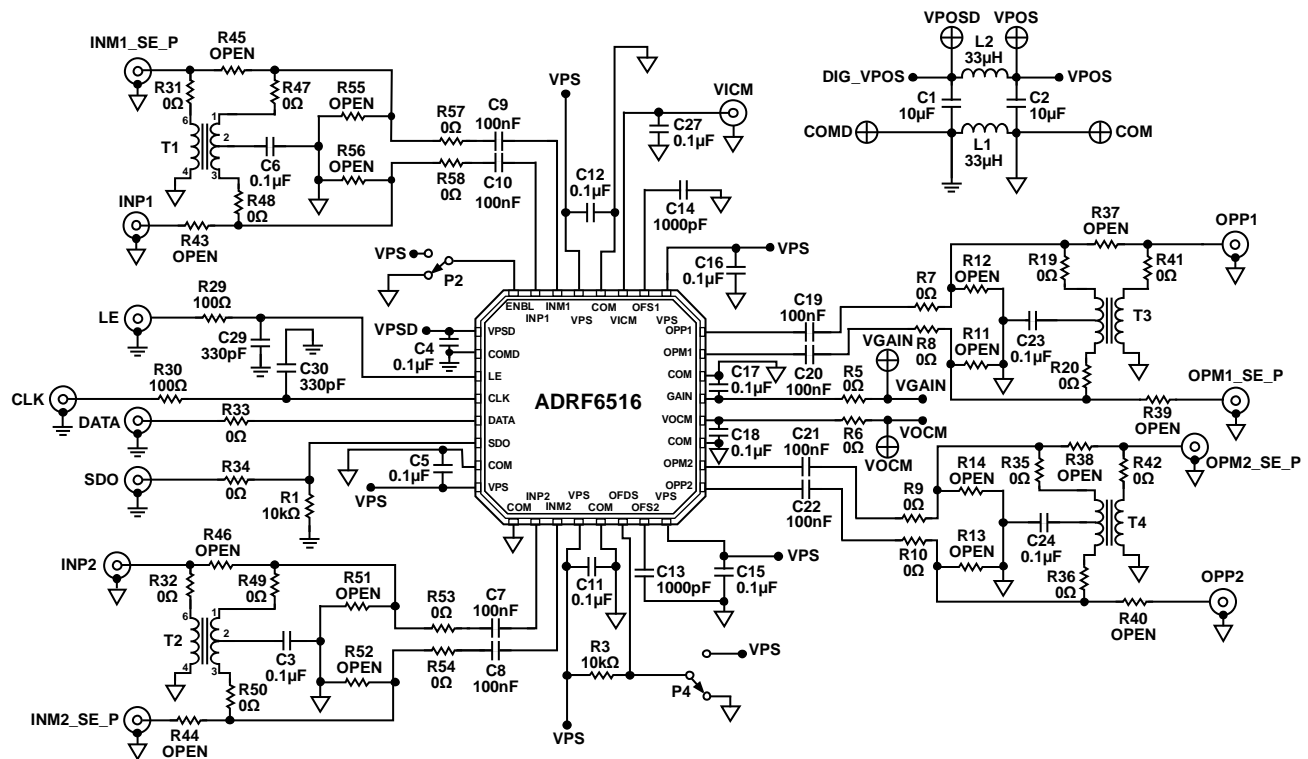 INM1_SE_P
R45
OPEN
R31
0Ω
R47
0Ω
R55
OPEN
6
1
2
4
3
T1
C6
0.1µF
R56
OPEN
R48
0Ω
INP1
R43
OPEN
R57
0Ω
C9
100nF
R58
0Ω
C10
100nF
VPS
C12
0.1µF
VICM
C27
0.1µF
C14
1000pF
VPS
C16
0.1µF
VPOSD
VPOS
L2
33µH
DIG_VPOS
VPOS
C1
10µF
C2
10µF
COMD
COM
L1
33µH
VPS
P2
LE
R29
100Ω
C29
330pF
C30
330pF
CLK
R30
100Ω
DATA
R33
0Ω
SDO
R34
0Ω
R1
10kΩ
VPSD
C4
0.1µF
C5
0.1µF
VPS
ENBL
INP1
INM1
VPS
COM
VICM
OFS1
VPS
VPSD
COMD
LE
CLK
DATA
SDO
COM
VPS
ADRF6516
OPP1
OPM1
COM
GAIN
VOCM
COM
OPM2
OPP2
COM
INP2
INM2
VPS
COM
OFDS
OFS2
VPS
C19
100nF
C20
100nF
R7
0Ω
R8
0Ω
R12
OPEN
R11
OPEN
R19
0Ω
R37
OPEN
R41
0Ω
OPP1
T3
C23
0.1µF
R20
0Ω
R39
OPEN
OPM1_SE_P
C17
0.1µF
R5
0Ω
VGAIN
VGAIN
C18
0.1µF
R6
0Ω
VOCM
VOCM
C21
100nF
C22
100nF
R9
0Ω
R10
0Ω
R14
OPEN
R13
OPEN
R35
0Ω
R38
OPEN
R42
0Ω
OPM2_SE_P
T4
C24
0.1µF
R36
0Ω
R40
OPEN
OPP2
INP2
R46
OPEN
R32
0Ω
R49
0Ω
R51
OPEN
6
1
2
4
3
T2
C3
0.1µF
R52
OPEN
R50
0Ω
INM2_SE_P
R44
OPEN
R53
0Ω
C7
100nF
R54
0Ω
C8
100nF
C11
0.1µF
C13
1000pF
C15
0.1µF
VPS
R3
10kΩ
VPS
P4
VPS